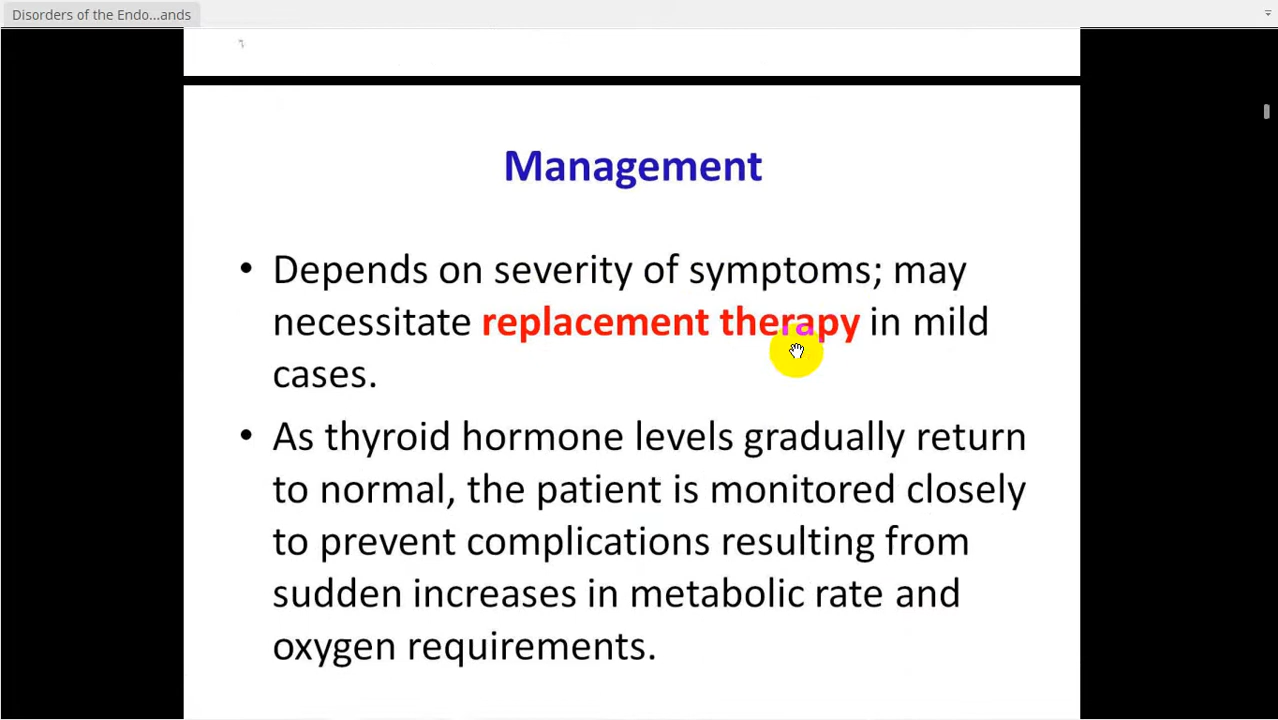 Disorders of the Endo...ands
Management
• Depends on severity of symptoms; may
necessitate replacement therapy in mild
cases.
• As thyroid hormone levels gradually return
to normal, the patient is monitored closely
to prevent complications resulting from
sudden increases in metabolic rate and
oxygen requirements.